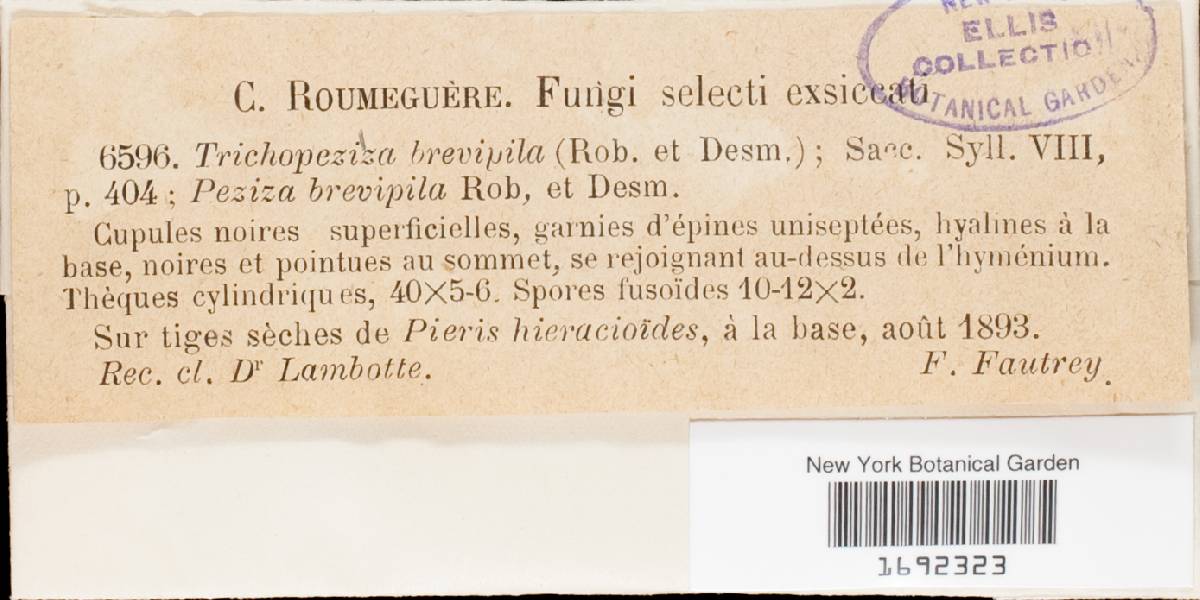 ELLIS
COLLECTION
BOTANICAL GARDEN
C. ROUMEGUÈRE. Fungi selecti exsiccati
6596. Trichopeziza brevipila (Rob. et Desm.) ; Sacc. Syll. VIII,
p. 404 ; Peziza brevipila Rob, et Desm.
Cupules noires superficielles, garnies d'épines uniseptées, hyalines à la
base, noires et pointues au sommet, se rejoignant au-dessus de l'hyménium.
Thèques cylindriques, 40×5-6. Spores fusoïdes 10-12×2.
Sur tiges sèches de Pieris hieracioïdes, à la base, août 1893.
Rec. cl. Dr Lambotte. F. Fautrey.
New York Botanical Garden
1692323